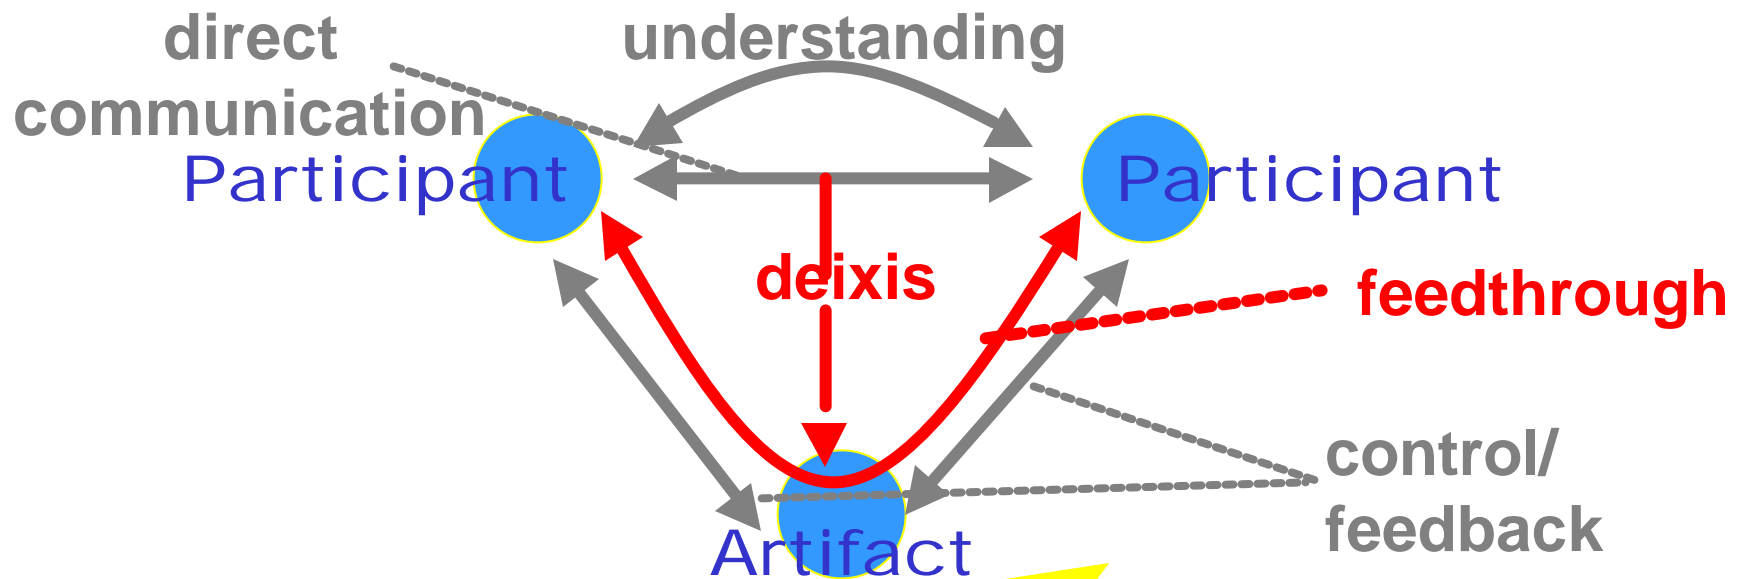 direct
communication
understanding
Participant
Participant
deixis
feedthrough
control/
feedback
Artifact